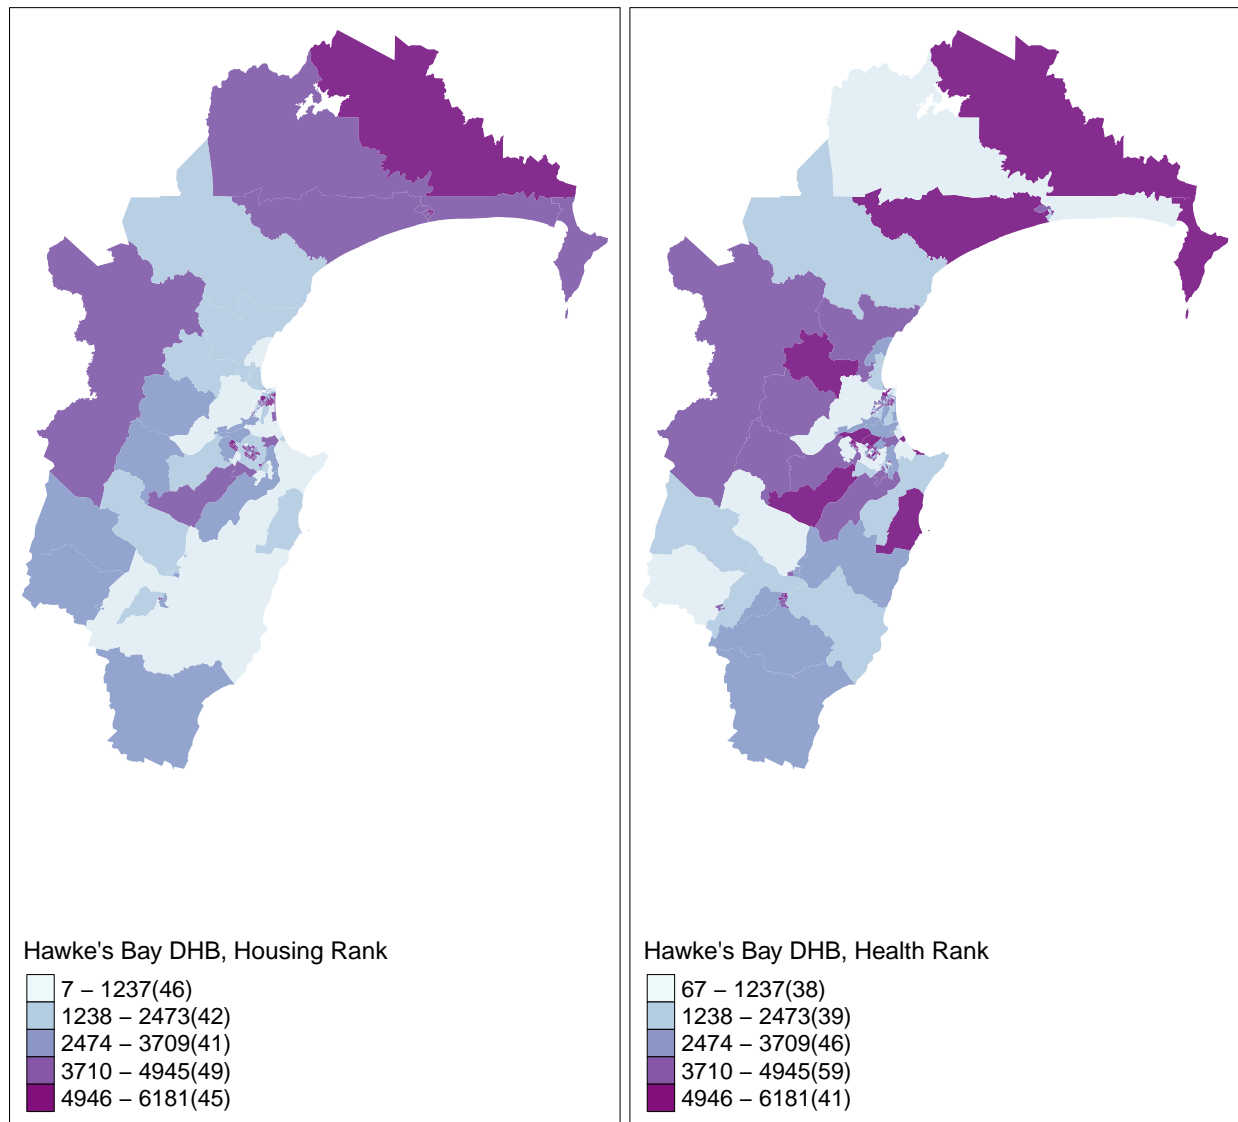 Hawke's Bay DHB, Housing Rank
7 – 1237(46)
1238 – 2473(42)
2474 – 3709(41)
3710 – 4945(49)
4946 – 6181(45)
Hawke's Bay DHB, Health Rank
67 – 1237(38)
1238 – 2473(39)
2474 – 3709(46)
3710 – 4945(59)
4946 – 6181(41)